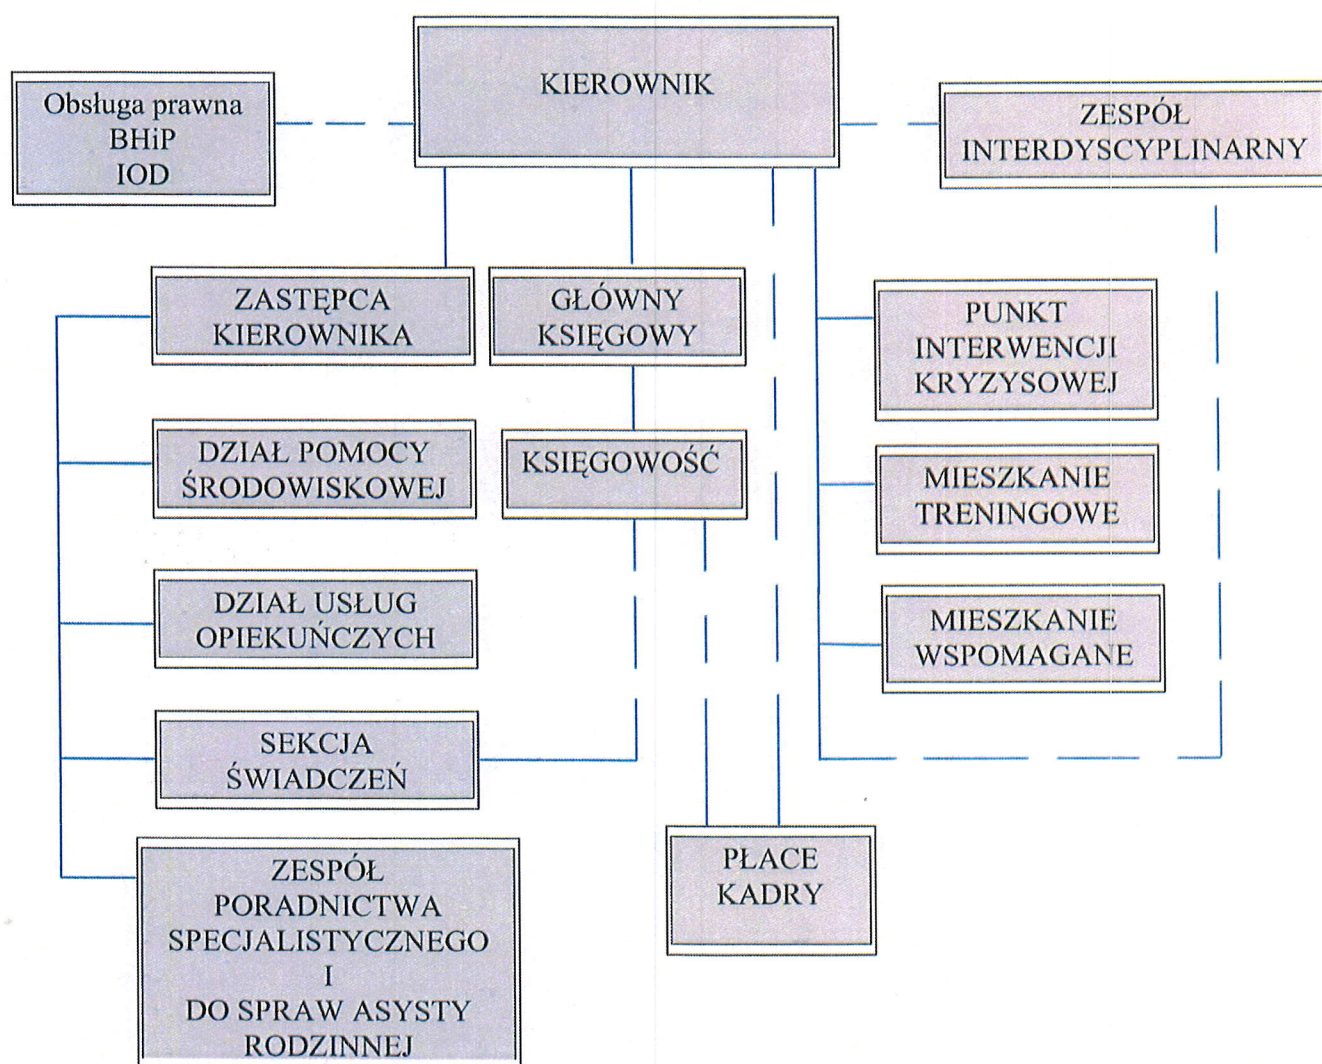 KIEROWNIK
Obsługa prawna
BHiP
IOD
ZESPÓŁ
INTERDYSCYPLINARNY
ZASTĘPCA
KIEROWNIKA
GŁÓWNY
KSIĘGOWY
PUNKT
INTERWENCJI
KRYZYSOWEJ
DZIAŁ POMOCY
ŚRODOWISKOWEJ
KSIĘGOWOŚĆ
MIESZKANIE
TRENINGOWE
DZIAŁ USŁUG
OPIEKUŃCZYCH
MIESZKANIE
WSPOMAGANE
SEKCJA
ŚWIADCZEŃ
PŁACE
KADRY
ZESPÓŁ
PORADNICTWA
SPECJALISTYCZNEGO
I
DO SPRAW ASYSTY
RODZINNEJ